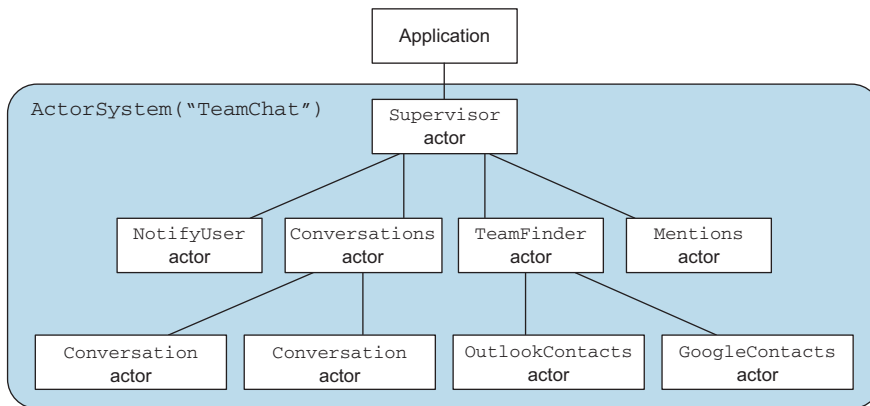 Application
ActorSystem(“TeamChat”)
Supervisor
actor
NotifyUser
actor
Conversations
actor
TeamFinder
actor
Mentions
actor
Conversation
actor
Conversation
actor
OutlookContacts
actor
GoogleContacts
actor